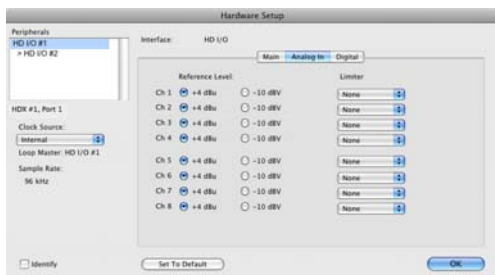 Hardware Setup
Peripherals
HD I/O #1
> HD I/O #2
HDX #1, Port 1
Clock Source:
Internal
Loop Master: HD I/O #1
Sample Rate:
96 kHz
Identify
Interface: HD I/O
Main Analog In Digital
Reference Level: Limiter
Ch 1 +4 dBu -10 dBV None
Ch 2 +4 dBu -10 dBV None
Ch 3 +4 dBu -10 dBV None
Ch 4 +4 dBu -10 dBV None
Ch 5 +4 dBu -10 dBV None
Ch 6 +4 dBu -10 dBV None
Ch 7 +4 dBu -10 dBV None
Ch 8 +4 dBu -10 dBV None
Set To Default OK